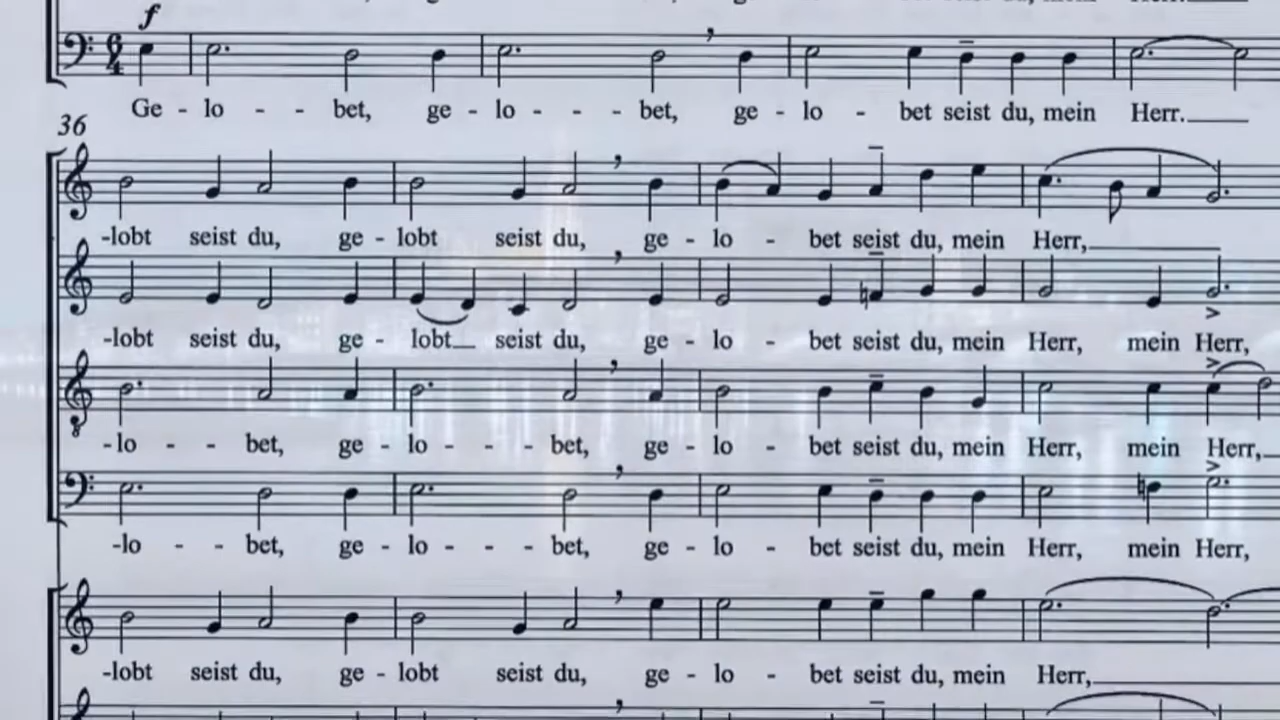 f
6
4
Ge - lo - - bet, ge - lo - - - bet, ge - lo - bet seist du, mein Herr.
36
-lobt seist du, ge - lobt seist du, ge - lo - bet seist du, mein Herr,
-lobt seist du, ge - lobt seist du, ge - lo - bet seist du, mein Herr, mein Herr,
8
-lo - - bet, ge - lo - - - bet, ge - lo - bet seist du, mein Herr, mein Herr,
-lo - - bet, ge - lo - - - bet, ge - lo - bet seist du, mein Herr, mein Herr,
-lobt seist du, ge - lobt seist du, ge - lo - bet seist du, mein Herr,